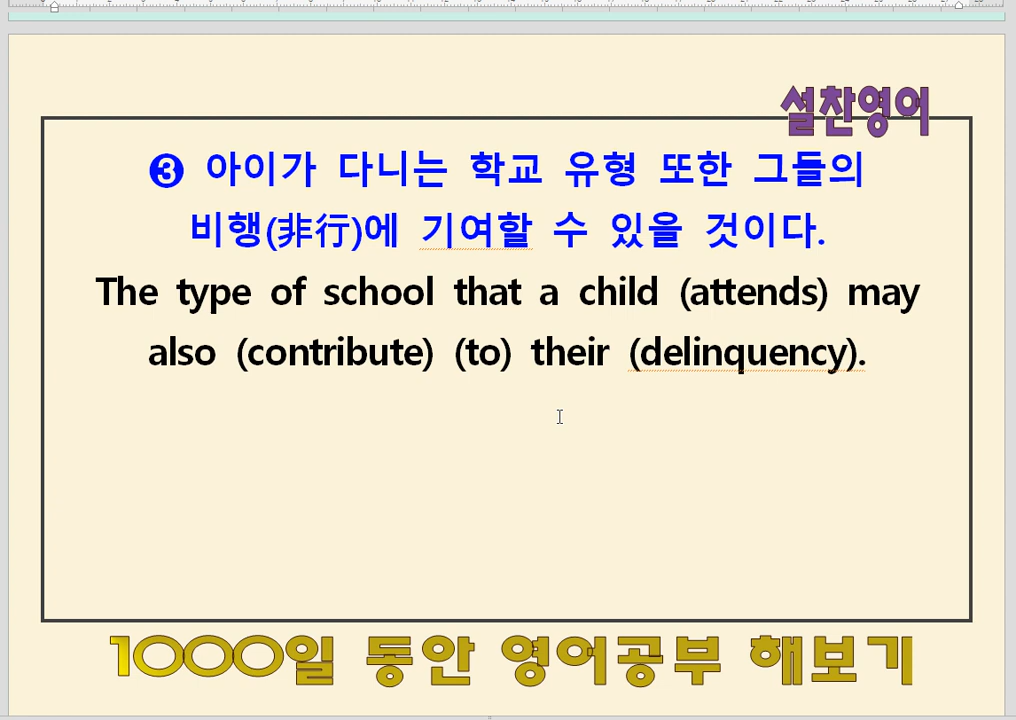 설찬영어
❸ 아이가 다니는 학교 유형 또한 그들의
비행(非行)에 기여할 수 있을 것이다.
The type of school that a child (attends) may
also (contribute) (to) their (delinquency).
1000일 동안 영어공부 해보기